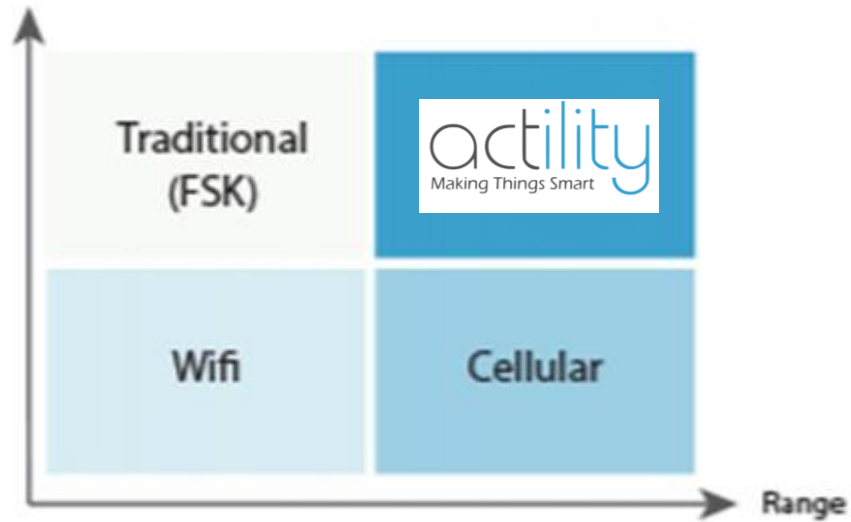 Traditional
(FSK)
actility
Making Things Smart
Wifi
Cellular
Range